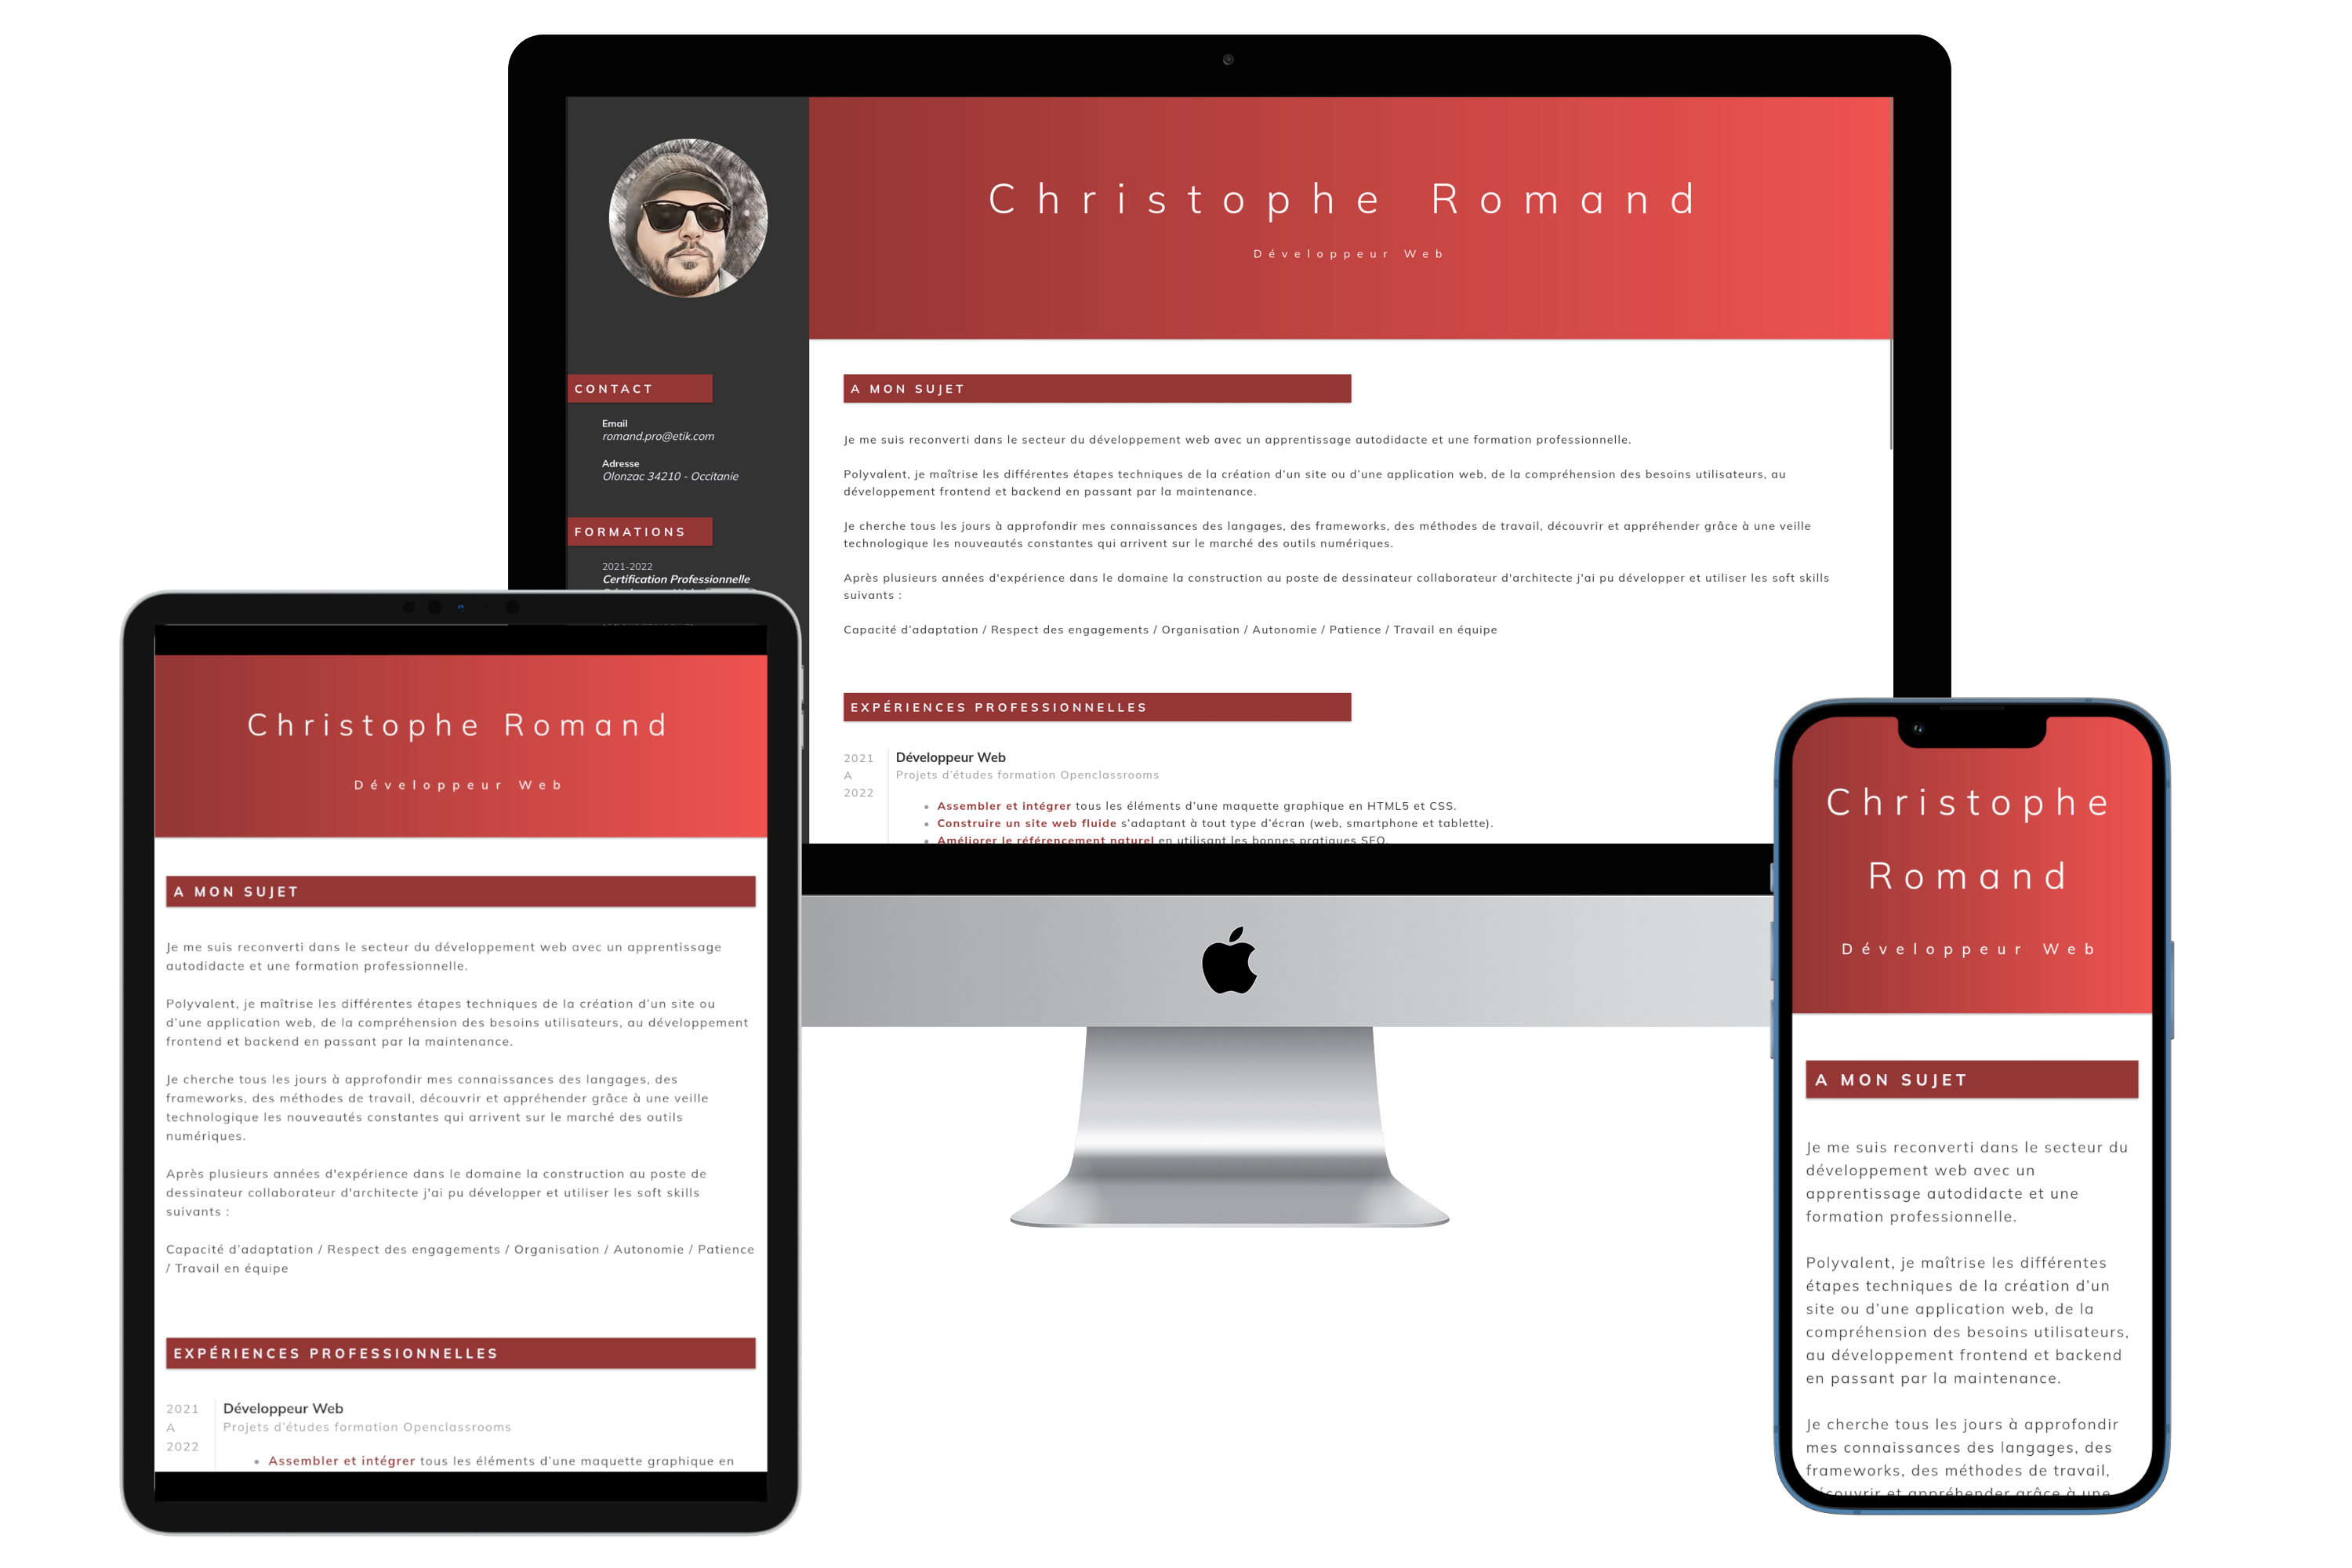 Christophe Romand
Développeur Web
CONTACT
Email
romand.pro@etik.com
Adresse
Olonzac 34210 - Occitanie
FORMATIONS
2021-2022
Certification Professionnelle
A MON SUJET
Je me suis reconverti dans le secteur du développement web avec un apprentissage autodidacte et une formation professionnelle.
Polyvalent, je maîtrise les différentes étapes techniques de la création d’un site ou d’une application web, de la compréhension des besoins utilisateurs, au
développement frontend et backend en passant par la maintenance.
Je cherche tous les jours à approfondir mes connaissances des langages, des frameworks, des méthodes de travail, découvrir et appréhender grâce à une veille
technologique les nouveautés constantes qui arrivent sur le marché des outils numériques.
Après plusieurs années d'expérience dans le domaine la construction au poste de dessinateur collaborateur d'architecte j'ai pu développer et utiliser les soft skills
suivants :
Capacité d’adaptation / Respect des engagements / Organisation / Autonomie / Patience / Travail en équipe
EXPÉRIENCES PROFESSIONNELLES
2021
A
2022
Développeur Web
Projets d’études formation Openclassrooms
• Assembler et intégrer tous les éléments d’une maquette graphique en HTML5 et CSS.
• Construire un site web fluide s’adaptant à tout type d’écran (web, smartphone et tablette).
• Améliorer le référencement naturel en utilisant les bonnes pratiques SEO.
Christophe Romand
Développeur Web
A MON SUJET
Je me suis reconverti dans le secteur du développement web avec un apprentissage
autodidacte et une formation professionnelle.
Polyvalent, je maîtrise les différentes étapes techniques de la création d’un site ou
d’une application web, de la compréhension des besoins utilisateurs, au développement
frontend et backend en passant par la maintenance.
Je cherche tous les jours à approfondir mes connaissances des langages, des
frameworks, des méthodes de travail, découvrir et appréhender grâce à une veille
technologique les nouveautés constantes qui arrivent sur le marché des outils
numériques.
Après plusieurs années d'expérience dans le domaine la construction au poste de
dessinateur collaborateur d'architecte j'ai pu développer et utiliser les soft skills
suivants :
Capacité d’adaptation / Respect des engagements / Organisation / Autonomie / Patience
/ Travail en équipe
EXPÉRIENCES PROFESSIONNELLES
2021
A
2022
Développeur Web
Projets d’études formation Openclassrooms
• Assembler et intégrer tous les éléments d’une maquette graphique en
Christophe
Romand
Développeur Web
A MON SUJET
Je me suis reconverti dans le secteur du
développement web avec un
apprentissage autodidacte et une
formation professionnelle.
Polyvalent, je maîtrise les différentes
étapes techniques de la création d’un
site ou d’une application web, de la
compréhension des besoins utilisateurs,
au développement frontend et backend
en passant par la maintenance.
Je cherche tous les jours à approfondir
mes connaissances des langages, des
frameworks, des méthodes de travail,
découvrir et appréhender grâce à une